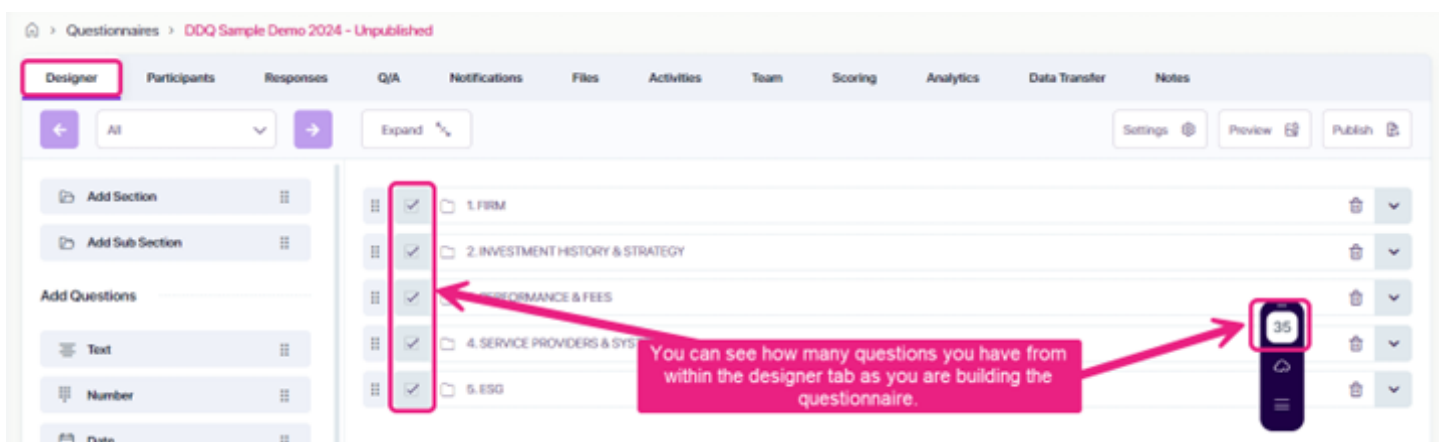 Questionnaires > DDQ Sample Demo 2024 - Unpublished
Designer Participants Responses Q/A Notifications Files Activities Team Scoring Analytics Data Transfer Notes
All Expand Settings Preview Publish
Add Section
Add Sub Section
Add Questions
Text
Number
Date
1. FIRM
2. INVESTMENT HISTORY & STRATEGY
PERFORMANCE & FEES
4. SERVICE PROVIDERS &
5. ESG
35
You can see how many questions you have from
within the designer tab as you are building the
questionnaire.